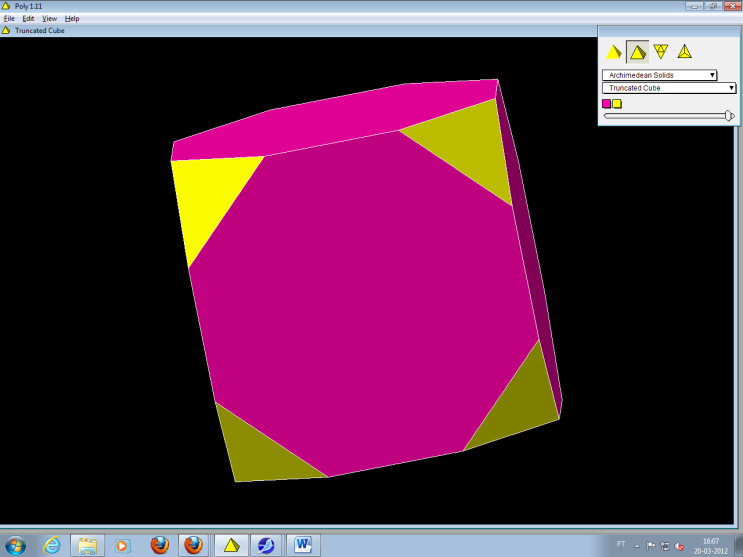 Poly 1.11
File Edit View Help
Truncated Cube
Archimedean Solids
Truncated Cube
PT
16:07
20-03-2012